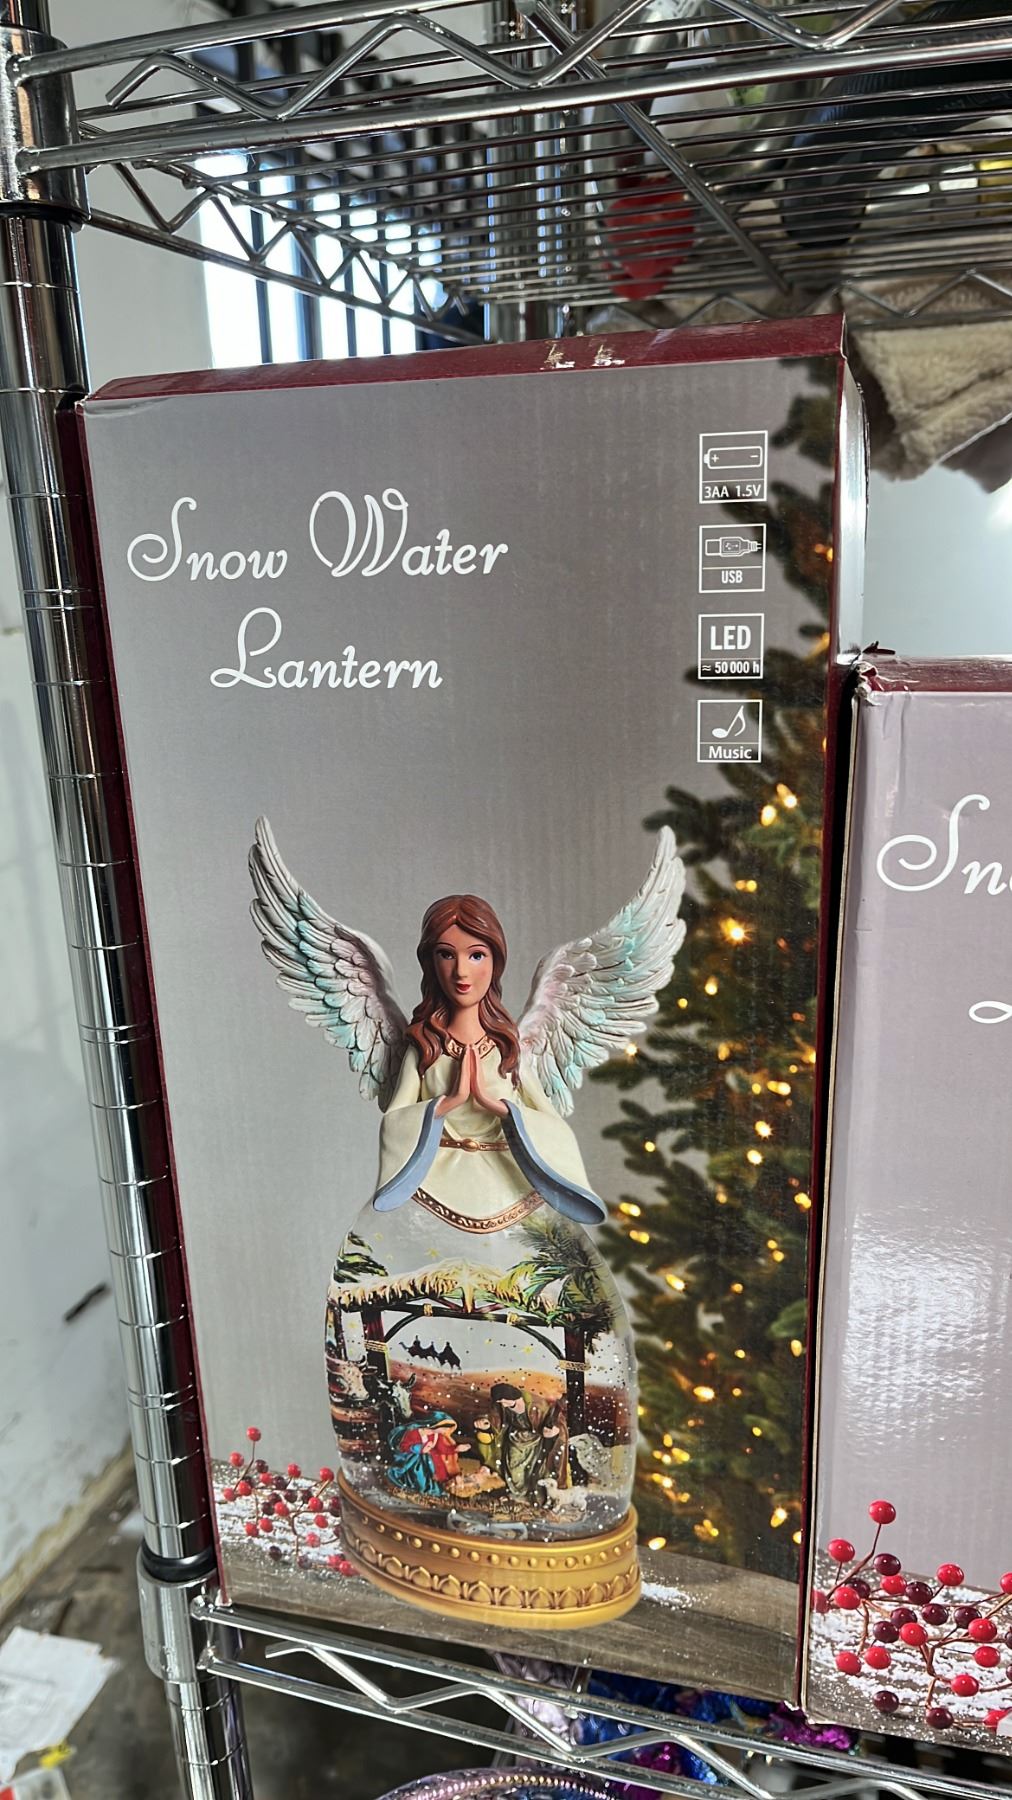 Snow Water
Lantern
+ -
3AA 1.5V
USB
LED
≈ 50 000 h
Music